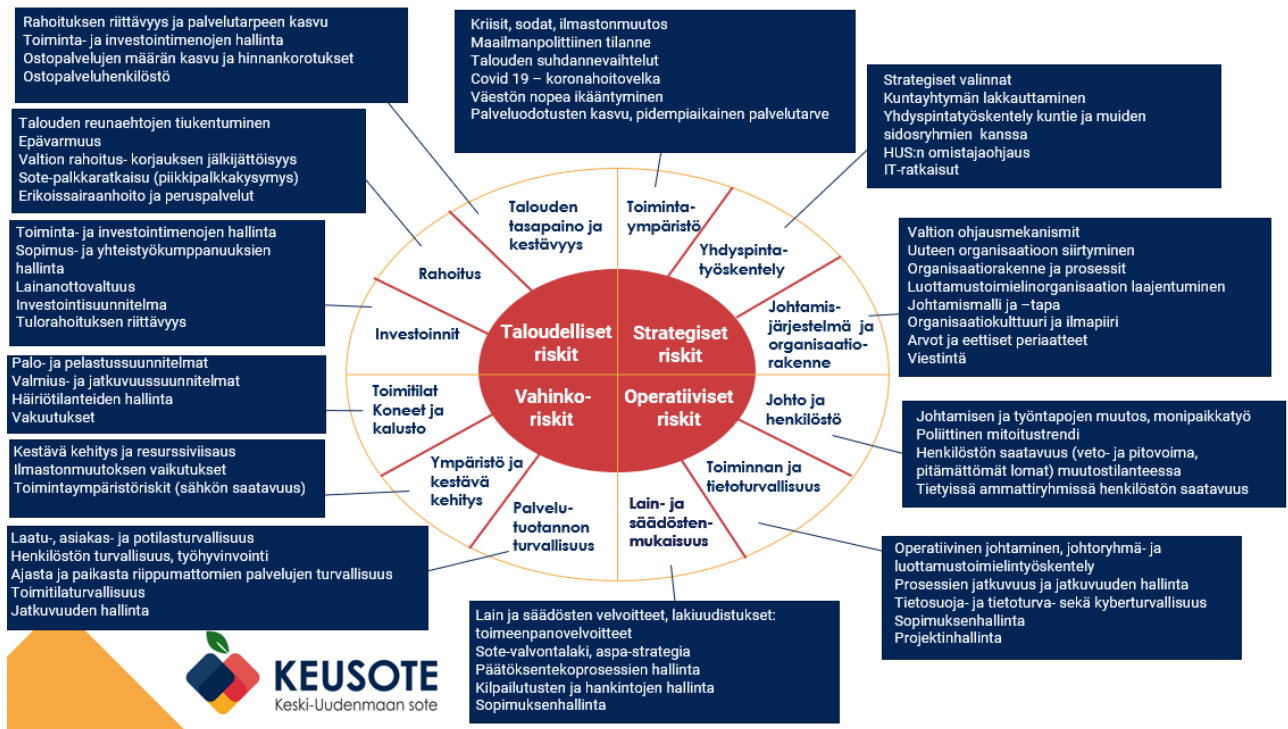 Rahoituksen riittävyys ja palvelutarpeen kasvu
Toiminta- ja investointimenojen hallinta
Ostopalvelujen määrän kasvu ja hinnankorotukset
Ostopalveluhenkilöstö
Kriisit, sodat, ilmastonmuutos
Maailmanpoliittinen tilanne
Talouden suhdannevaihtelut
Covid 19 – koronahoitovelka
Väestön nopea ikääntyminen
Palveluodotusten kasvu, pidempiaikainen palvelutarve
Strategiset valinnat
Kuntayhtymän lakkauttaminen
Yhdyspintatyöskentely kuntie ja muiden
sidosryhmien kanssa
HUS:n omistajaohjaus
IT-ratkaisut
Talouden reunaehtojen tiukentuminen
Epävarmuus
Valtion rahoitus- korjauksen jälkijättöisyys
Sote-palkkaratkaisu (piikkipalkkakysymys)
Erikoissairaanhoito ja peruspalvelut
Toiminta- ja investointimenojen hallinta
Sopimus- ja yhteistyökumppanuuksien
hallinta
Lainanottovaltuus
Investointisuunnitelma
Tulorahoituksen riittävyys
Valtion ohjausmekanismit
Uuteen organisaatioon siirtyminen
Organisaatiorakenne ja prosessit
Luottamustoimielinorganisaation laajentuminen
Johtamismalli ja –tapa
Organisaatiokulttuuri ja ilmapiiri
Arvot ja eettiset periaatteet
Viestintä
Talouden
tasapaino ja
kestävyys
Toiminta-
ympäristö
Rahoitus
Yhdyspinta-
työskentely
Investoinnit
Johtamis-
järjestelmä ja
organisaatio-
rakenne
Taloudelliset
riskit
Strategiset
riskit
Vahinko-
riskit
Operatiiviset
riskit
Toimitilat
Koneet ja
kalusto
Johto ja
henkilöstö
Ympäristö ja
kestävä
kehitys
Toiminnan ja
tietoturvallisuus
Palvelu-
tuotannon
turvallisuus
Lain- ja
säädösten-
mukaisuus
Palo- ja pelastussuunnitelmat
Valmius- ja jatkuvuussuunnitelmat
Häiriötilanteiden hallinta
Vakuutukset
Kestävä kehitys ja resurssiviisaus
Ilmastonmuutoksen vaikutukset
Toimintaympäristöriskit (sähkön saatavuus)
Johtamisen ja työntapojen muutos, monipaikkatyö
Poliittinen mitoitustrendi
Henkilöstön saatavuus (veto- ja pitovoima,
pitämättömät lomat) muutostilanteessa
Tietyissä ammattiryhmissä henkilöstön saatavuus
Laatu-, asiakas- ja potilasturvallisuus
Henkilöstön turvallisuus, työhyvinvointi
Ajasta ja paikasta riippumattomien palvelujen turvallisuus
Toimitilaturvallisuus
Jatkuvuuden hallinta
Operatiivinen johtaminen, johtoryhmä- ja
luottamustoimielintyöskentely
Prosessien jatkuvuus ja jatkuvuuden hallinta
Tietosuoja- ja tietoturva- sekä kyberturvallisuus
Sopimuksenhallinta
Projektinhallinta
Lain ja säädösten velvoitteet, lakiuudistukset:
toimeenpanovelvoitteet
Sote-valvontalaki, aspa-strategia
Päätöksentekoprosessien hallinta
Kilpailutusten ja hankintojen hallinta
Sopimuksenhallinta
KEUSOTE
Keski-Uudenmaan sote